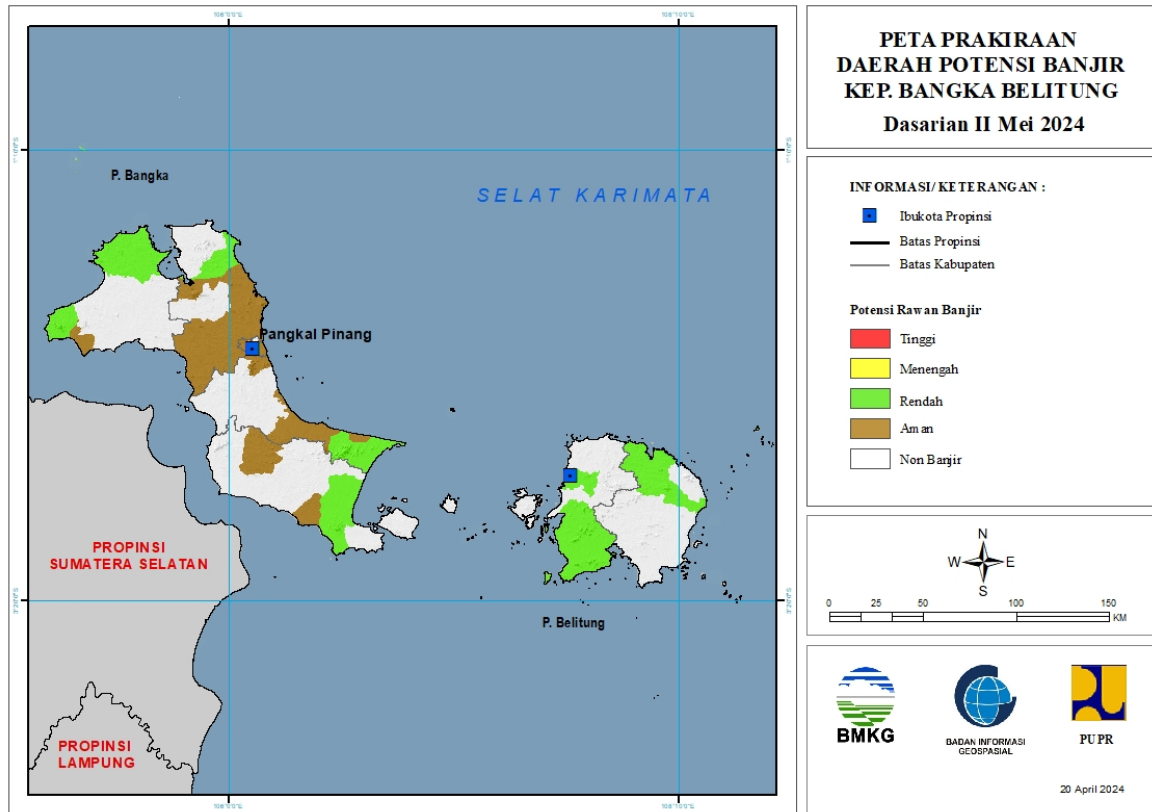 PETA PRAKIRAAN
DAERAH POTENSI BANJIR
KEP. BANGKA BELITUNG
Dasarian II Mei 2024
P. Bangka
SELAT KARIMATA
Pangkal Pinang
PROPINSI
SUMATERA SELATAN
P. Belitung
PROPINSI
LAMPUNG
INFORMASI/ KETERANGAN :
Ibukota Propinsi
Batas Propinsi
Batas Kabupaten
Potensi Rawan Banjir
Tinggi
Menengah
Rendah
Aman
Non Banjir
N
W E
S
0 25 50 100 150
KM
BMKG
BADAN INFORMASI
GEOSPASIAL
PUPR
20 April 2024